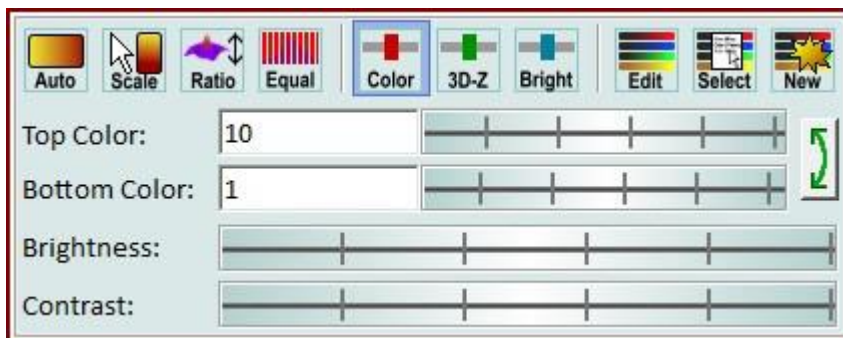 Auto Scale Ratio Equal Color 3D-Z Bright Edit Select New
Top Color: 10
Bottom Color: 1
Brightness:
Contrast: